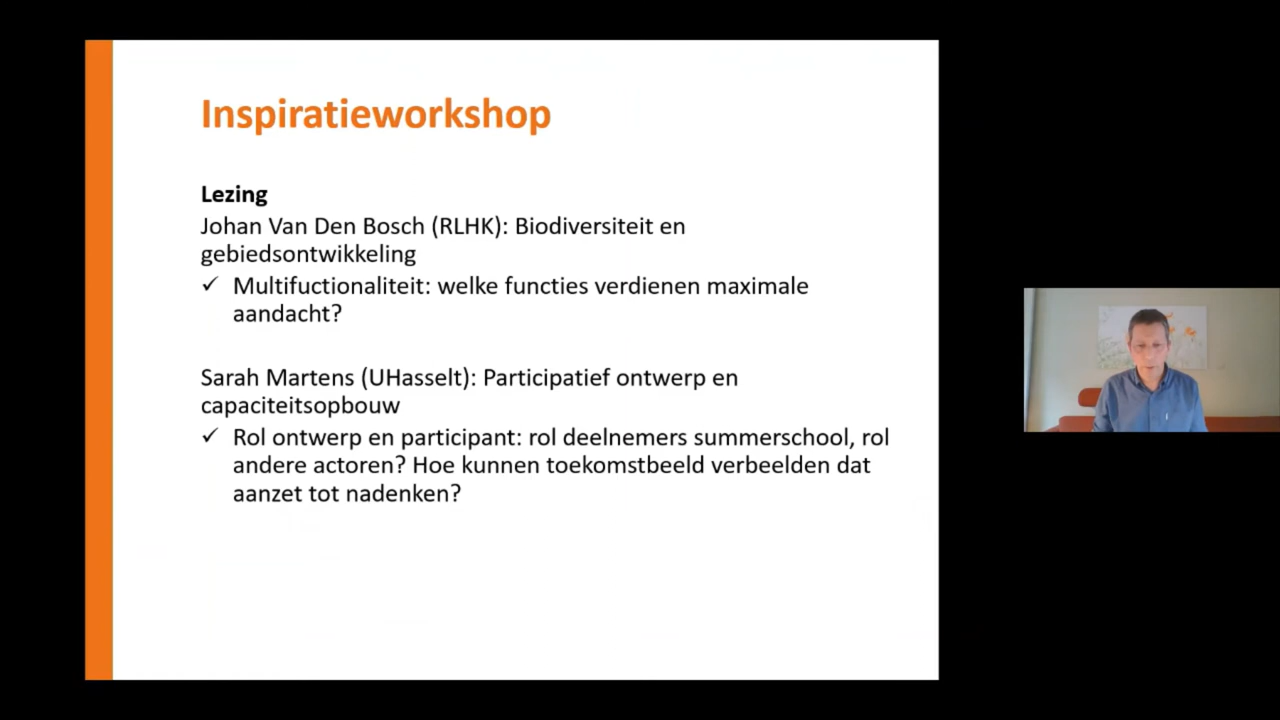 Inspiratieworkshop
Lezing
Johan Van Den Bosch (RLHK): Biodiversiteit en
gebiedsontwikkeling
✓ Multifuctionaliteit: welke functies verdienen maximale
aandacht?
Sarah Martens (UHasselt): Participatief ontwerp en
capaciteitsopbouw
✓ Rol ontwerp en participant: rol deelnemers summerschool, rol
andere actoren? Hoe kunnen toekomstbeeld verbeelden dat
aanzet tot nadenken?